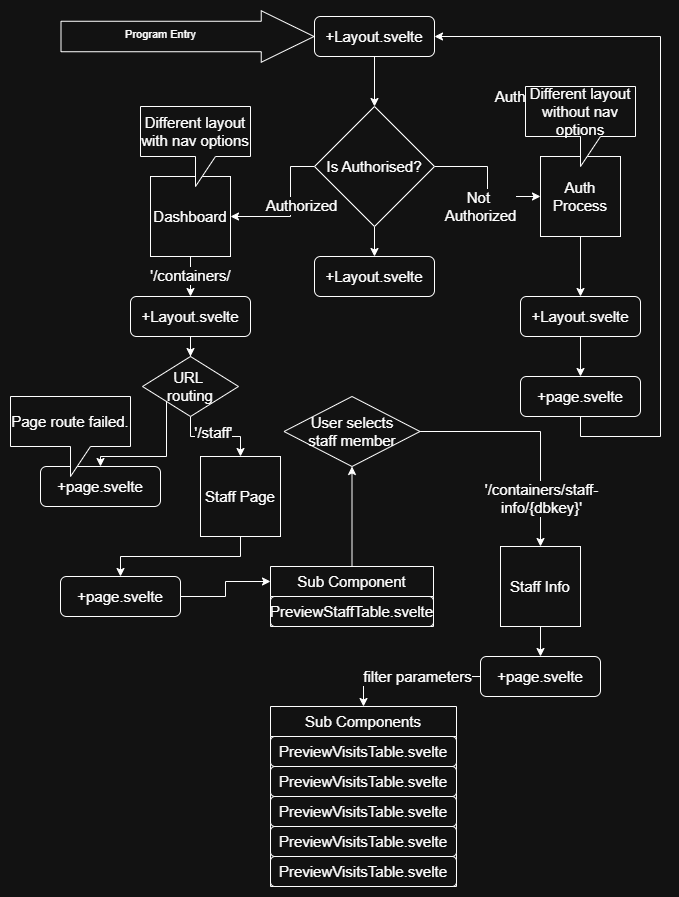 Program Entry
+Layout.svelte
Different layout
with nav options
Is Authorised?
Auth
Different layout
without nav
options
Dashboard
Authorized
Not
Authorized
Auth
Process
'/containers/
+Layout.svelte
+Layout.svelte
+Layout.svelte
URL
routing
+page.svelte
Page route failed.
'/staff'
User selects
staff member
+page.svelte
Staff Page
'/containers/staff-
info/{dbkey}'
+page.svelte
Sub Component
PreviewStaffTable.svelte
Staff Info
filter parameters
+page.svelte
Sub Components
PreviewVisitsTable.svelte
PreviewVisitsTable.svelte
PreviewVisitsTable.svelte
PreviewVisitsTable.svelte
PreviewVisitsTable.svelte